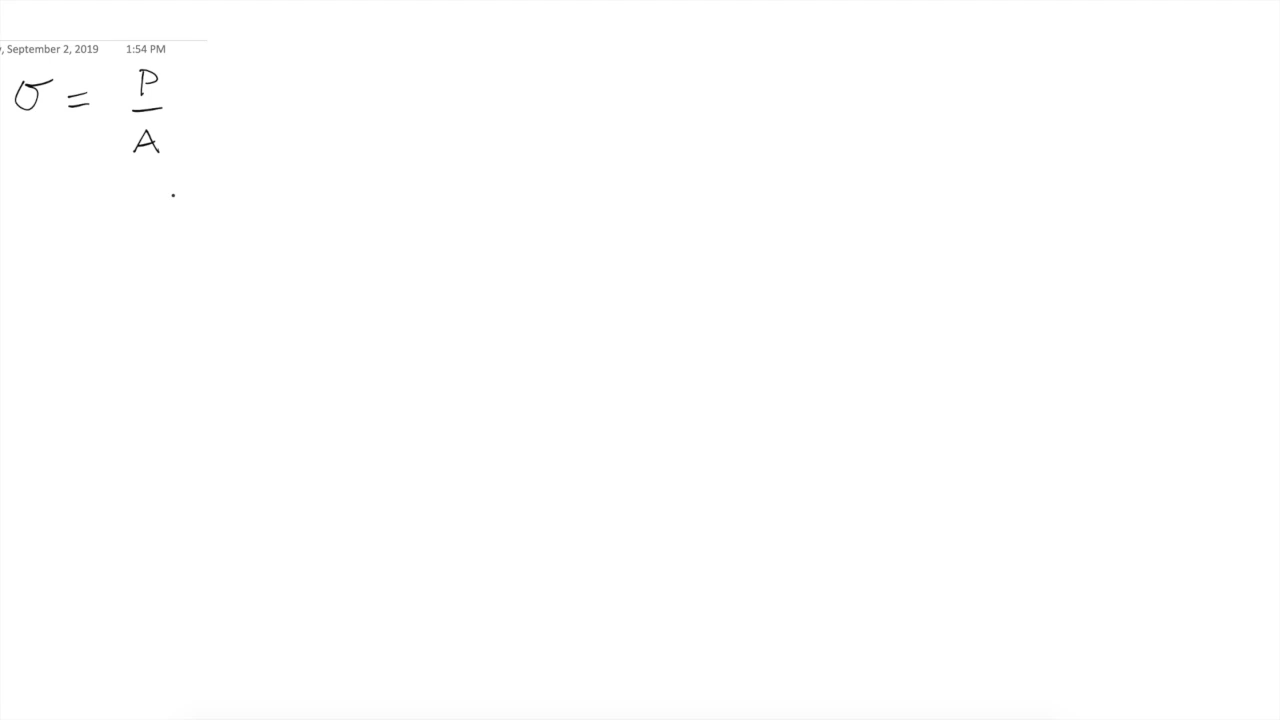 , September 2, 2019 1:54 PM
σ = P
A